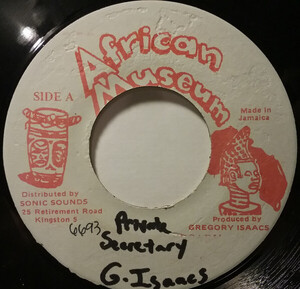 African
Museum
SIDE A
Made in
Jamaica
Distributed by
SONIC SOUNDS
25 Retirement Road
Kingston 5
Produced by
GREGORY ISAACS
6693
Private
Secretary
G. Isaacs